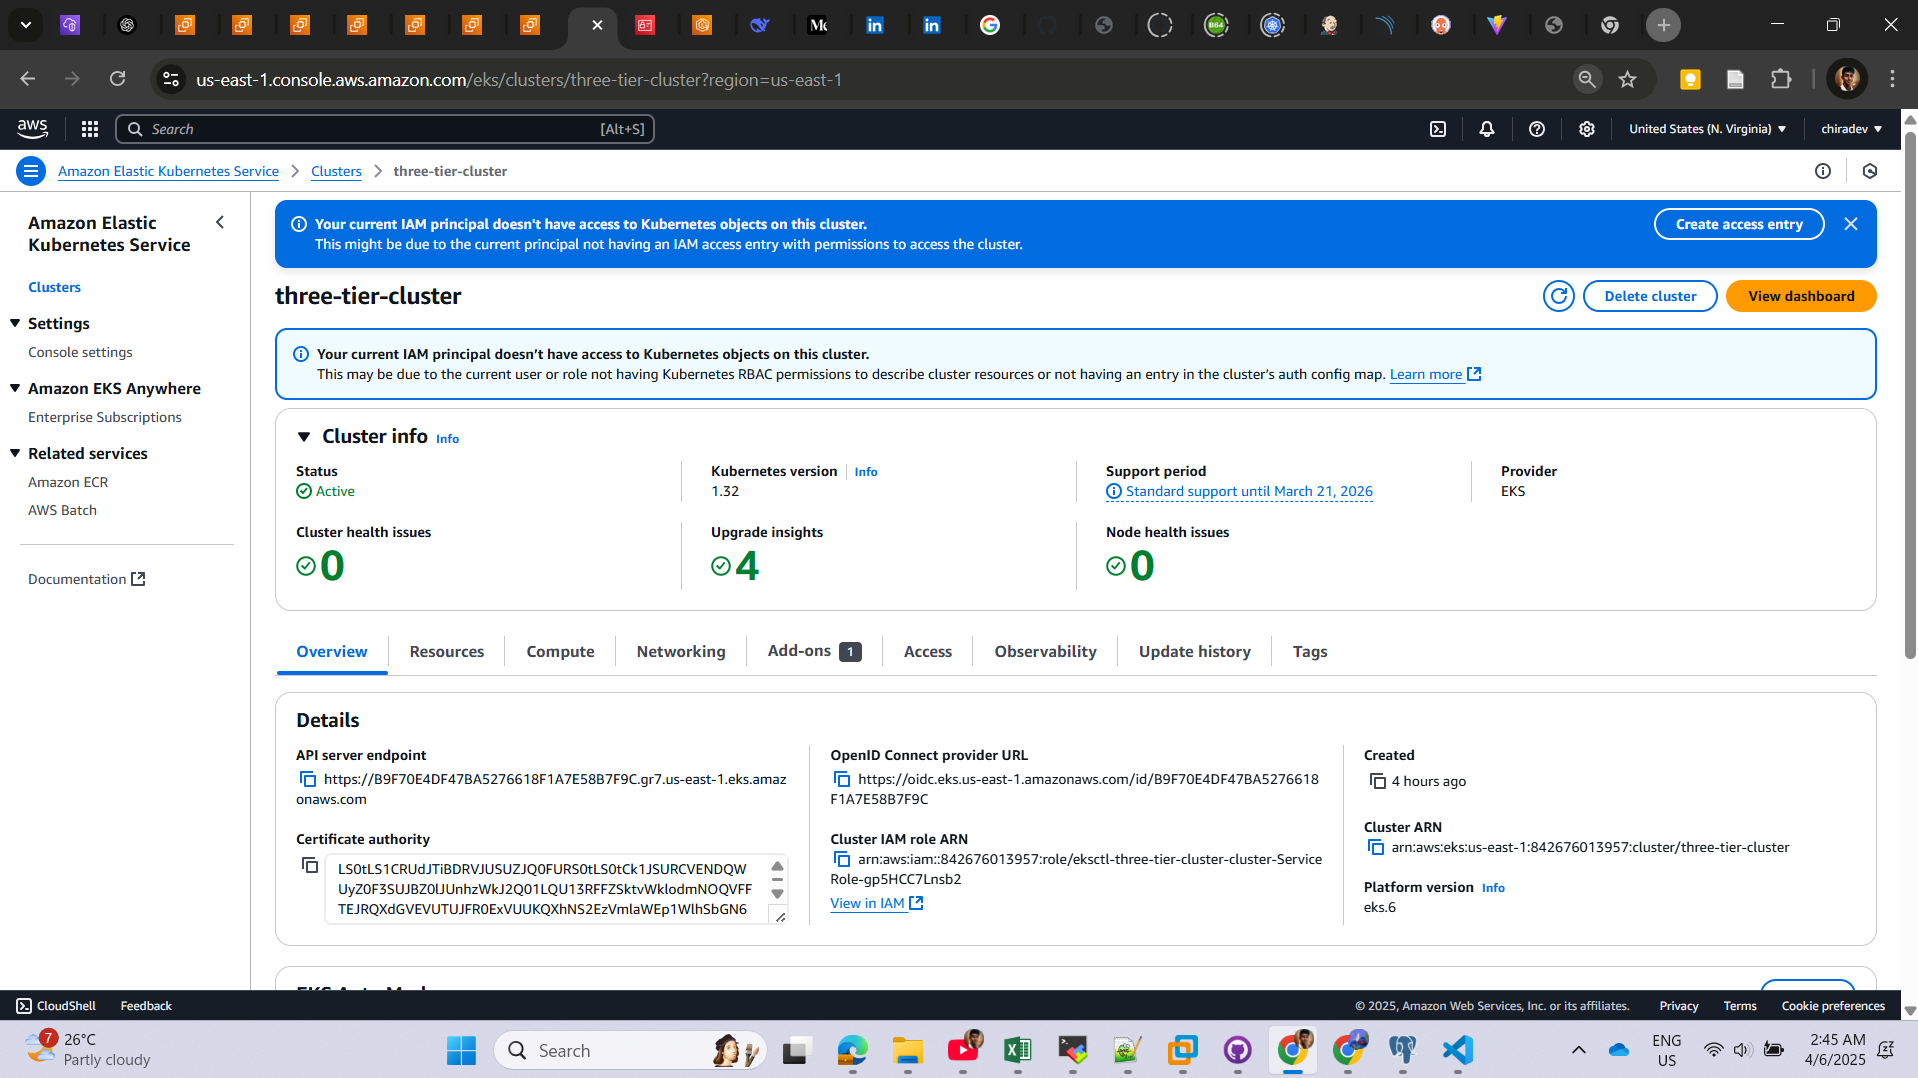 us-east-1.console.aws.amazon.com/eks/clusters/three-tier-cluster?region=us-east-1
aws
Search [Alt+S]
United States (N. Virginia)
chiradev
Amazon Elastic Kubernetes Service
Clusters
three-tier-cluster
Amazon Elastic
Kubernetes Service
Clusters
Settings
Console settings
Amazon EKS Anywhere
Enterprise Subscriptions
Related services
Amazon ECR
AWS Batch
Documentation
Your current IAM principal doesn't have access to Kubernetes objects on this cluster.
This might be due to the current principal not having an IAM access entry with permissions to access the cluster.
Create access entry
three-tier-cluster
Delete cluster
View dashboard
Your current IAM principal doesn’t have access to Kubernetes objects on this cluster.
This may be due to the current user or role not having Kubernetes RBAC permissions to describe cluster resources or not having an entry in the cluster’s auth config map. Learn more
Cluster info Info
Status
Active
Kubernetes version Info
1.32
Support period
Standard support until March 21, 2026
Provider
EKS
Cluster health issues
0
Upgrade insights
4
Node health issues
0
Overview
Resources
Compute
Networking
Add-ons 1
Access
Observability
Update history
Tags
Details
API server endpoint
https://B9F70E4DF47BA5276618F1A7E58B7F9C.gr7.us-east-1.eks.amaz
onaws.com
Certificate authority
LS0tLS1CRUdJTiBDRVJUSUZJQ0FURS0tLS0tCk1JSURCVENDQW
UyZ0F3SUJBZ0lJUnhzWkJ2Q01LQU13RFFZSktvWklodmNOQVFF
TEJRQXdGVEVUTUJFR0ExVUUKQXhNS2EzVmlaWEp1WlhSbGN6
OpenID Connect provider URL
https://oidc.eks.us-east-1.amazonaws.com/id/B9F70E4DF47BA5276618
F1A7E58B7F9C
Cluster IAM role ARN
arn:aws:iam::842676013957:role/eksctl-three-tier-cluster-cluster-Service
Role-gp5HCC7Lnsb2
View in IAM
Created
4 hours ago
Cluster ARN
arn:aws:eks:us-east-1:842676013957:cluster/three-tier-cluster
Platform version Info
eks.6
EKS Auto Mode
CloudShell
Feedback
© 2025, Amazon Web Services, Inc. or its affiliates.
Privacy
Terms
Cookie preferences
7
26°C
Partly cloudy
Search
ENG
US
2:45 AM
4/6/2025